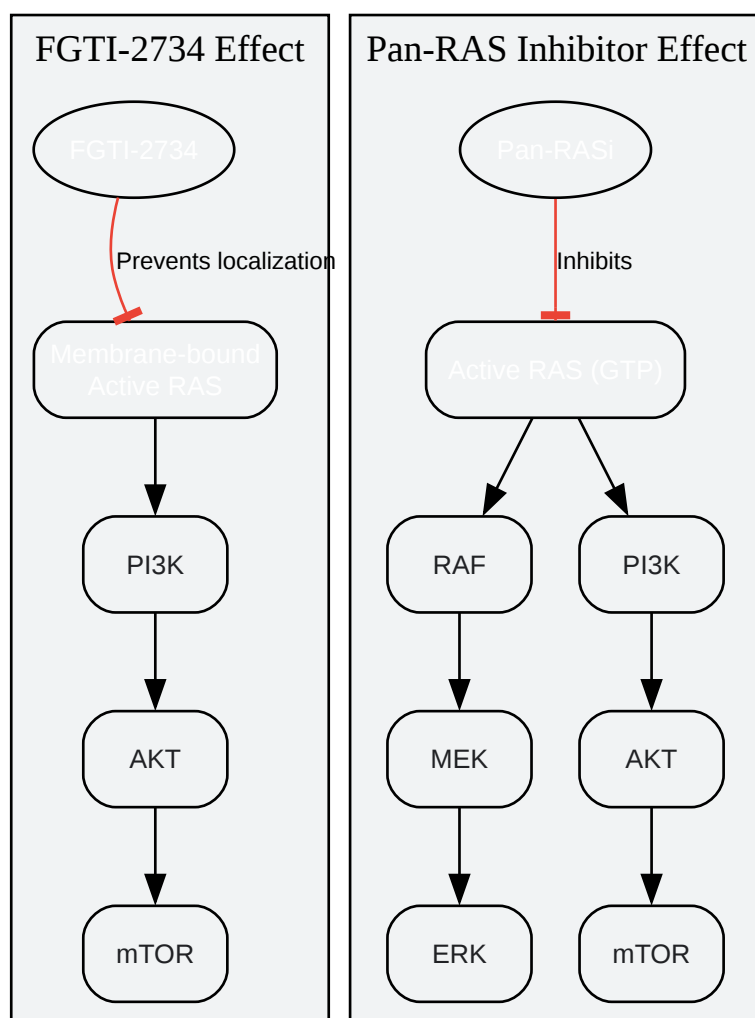 FGTI-2734 Effect
FGTI-2734
Prevents localization
Membrane-bound
Active RAS
PI3K
AKT
mTOR
Pan-RAS Inhibitor Effect
Pan-RASi
Inhibits
Active RAS (GTP)
RAF
PI3K
MEK
AKT
ERK
mTOR